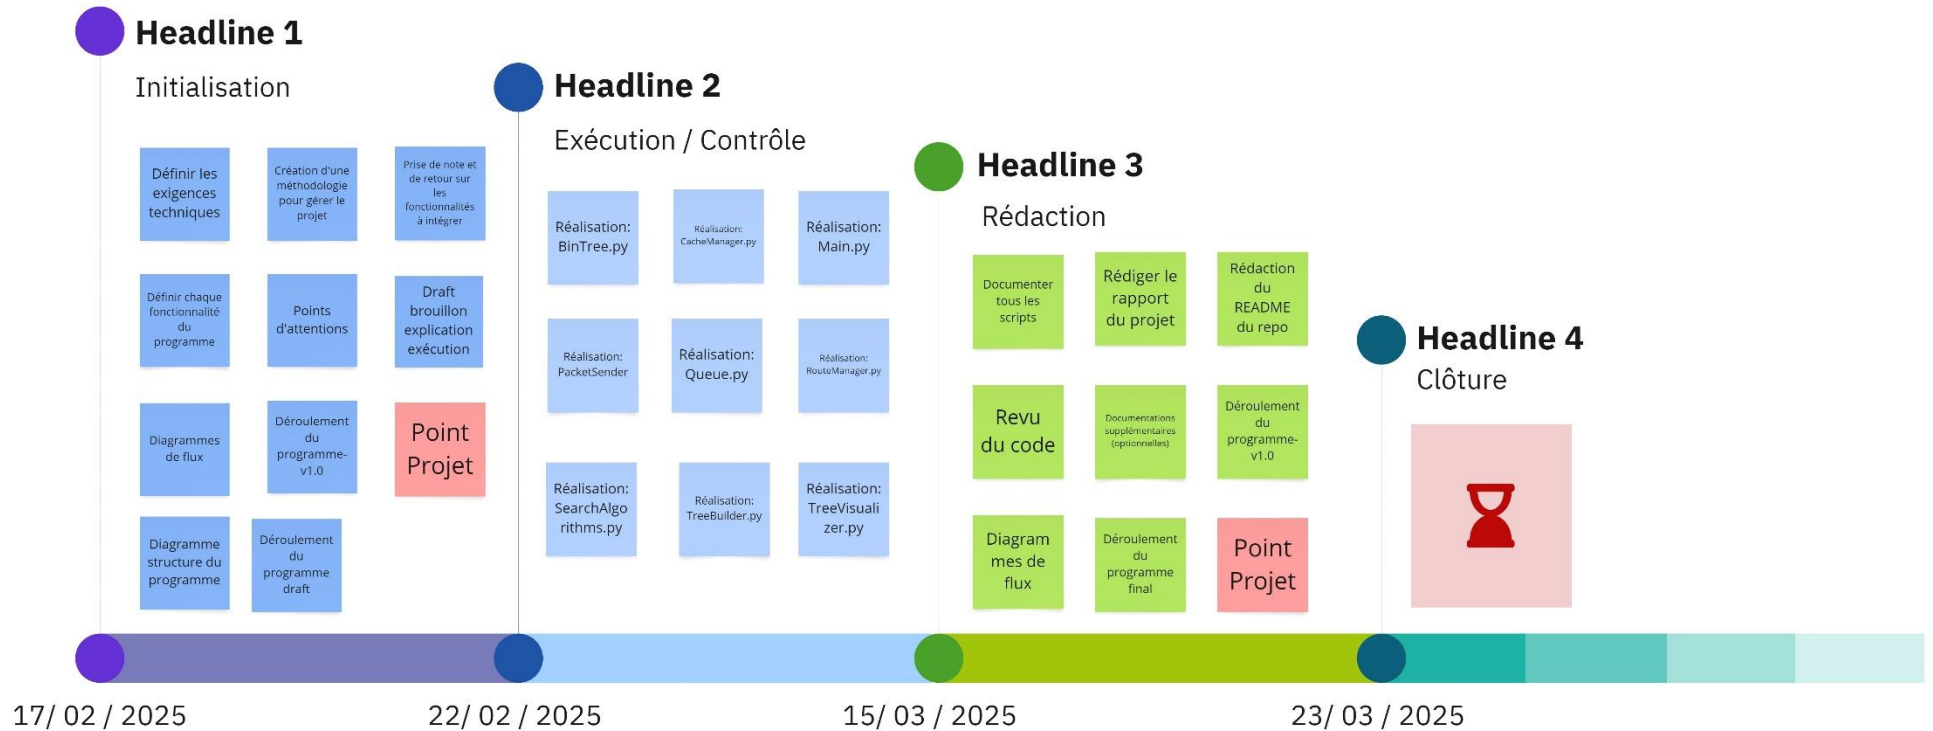 Headline 1
Initialisation
Définir les
exigences
techniques
Création d'une
méthodologie
pour gérer le
projet
Prise de note et
de retour sur
les
fonctionnalités
à intégrer
Définir chaque
fonctionnalité
du
programme
Points
d'attentions
Draft
brouillon
explication
exécution
Diagrammes
de flux
Déroulement
du
programme-
v1.0
Point
Projet
Diagramme
structure du
programme
Déroulement
du
programme
draft
Headline 2
Exécution / Contrôle
Réalisation:
BinTree.py
Réalisation:
CacheManager.py
Réalisation:
Main.py
Réalisation:
PacketSender
Réalisation:
Queue.py
Réalisation:
RouteManager.py
Réalisation:
SearchAlgo
rithms.py
Réalisation:
TreeBuilder.py
Réalisation:
TreeVisuali
zer.py
Headline 3
Rédaction
Documenter
tous les
scripts
Rédiger le
rapport
du projet
Rédaction
du
README
du repo
Revu
du code
Documentations
supplémentaires
(optionnelles)
Déroulement
du
programme-
v1.0
Diagram
mes de
flux
Déroulement
du
programme
final
Point
Projet
Headline 4
Clôture
17/ 02 / 2025
22/ 02 / 2025
15/ 03 / 2025
23/ 03 / 2025